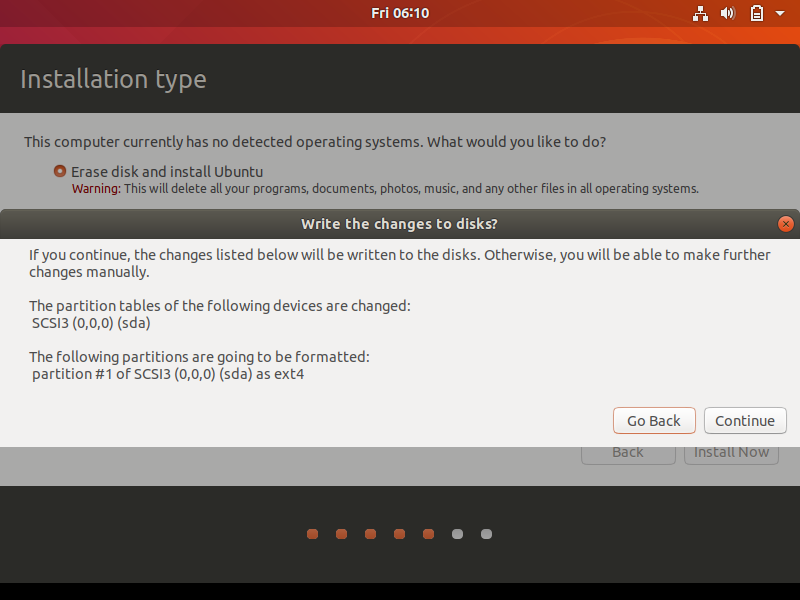 Fri 06:10
Installation type
This computer currently has no detected operating systems. What would you like to do?
Erase disk and install Ubuntu
Warning: This will delete all your programs, documents, photos, music, and any other files in all operating systems.
Write the changes to disks?
If you continue, the changes listed below will be written to the disks. Otherwise, you will be able to make further
changes manually.
The partition tables of the following devices are changed:
SCSI3 (0,0,0) (sda)
The following partitions are going to be formatted:
partition #1 of SCSI3 (0,0,0) (sda) as ext4
Go Back Continue
Back Install Now